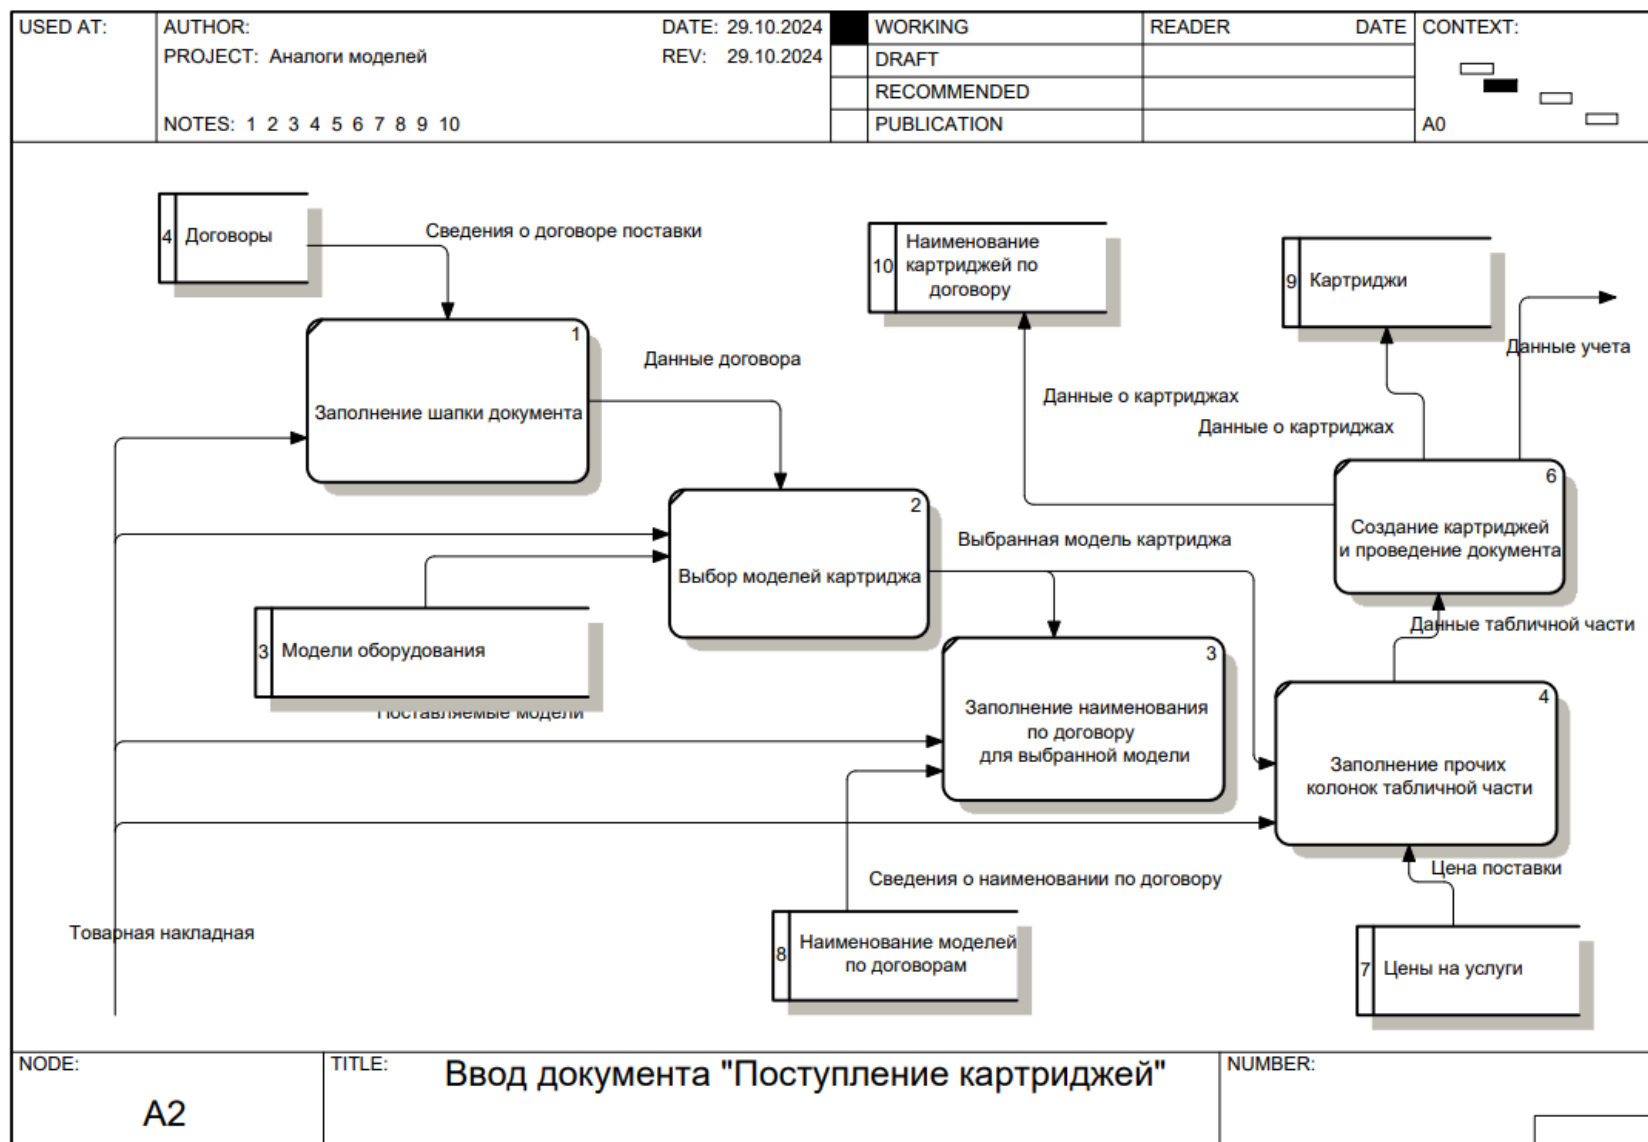 USED AT:
AUTHOR:
DATE: 29.10.2024
PROJECT: Аналоги моделей
REV: 29.10.2024
NOTES: 1 2 3 4 5 6 7 8 9 10
WORKING
DRAFT
RECOMMENDED
PUBLICATION
READER
DATE
CONTEXT:
A0
4
Договоры
Сведения о договоре поставки
10
Наименование
картриджей по
договору
9
Картриджи
Данные учета
1
Заполнение шапки документа
Данные договора
Данные о картриджах
Данные о картриджах
2
Выбор моделей картриджа
Выбранная модель картриджа
6
Создание картриджей
и проведение документа
Данные табличной части
3
Модели оборудования
Поставляемые модели
3
Заполнение наименования
по договору
для выбранной модели
4
Заполнение прочих
колонок табличной части
Цена поставки
Сведения о наименовании по договору
Товарная накладная
8
Наименование моделей
по договорам
7
Цены на услуги
NODE:
A2
TITLE:
Ввод документа "Поступление картриджей"
NUMBER: